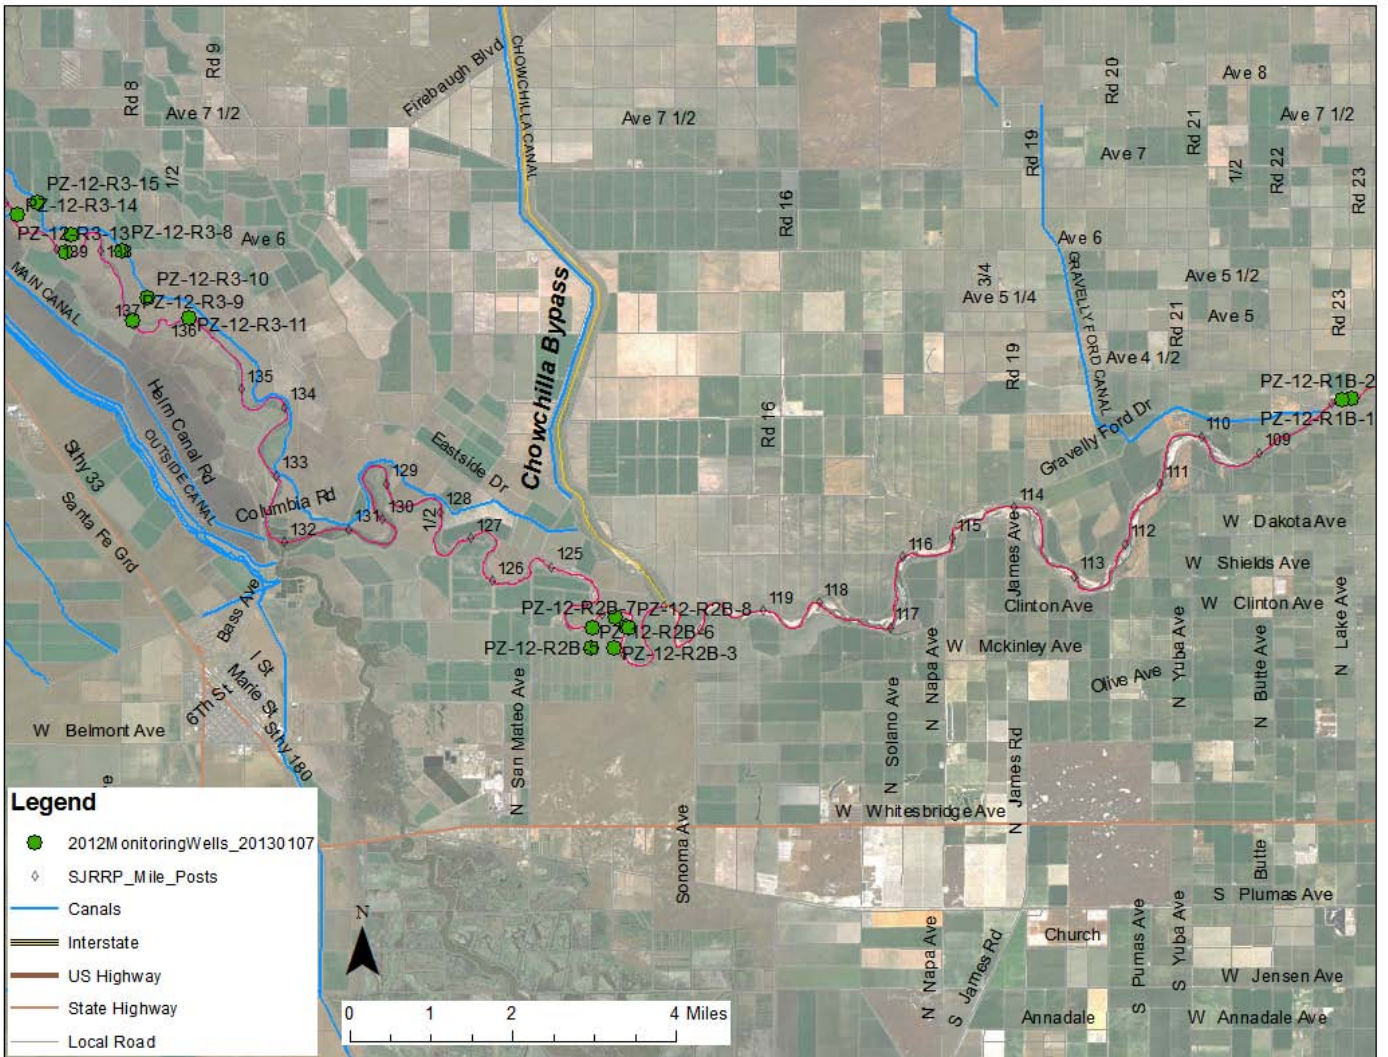 Rd 9
Rd 8
Ave 7 1/2
1/2
Firebaugh Blvd
CHOWCHILLA CANAL
Ave 7 1/2
Rd 20
Ave 8
Ave 7 1/2
Rd 21
Rd 19
Ave 7
1/2
Rd 22
Rd 23
PZ-12-R3-15
PZ-12-R3-14
PZ-12-R3-13
PZ-12-R3-8
139
138
Ave 6
Rd 16
Ave 6
MAIN CANAL
PZ-12-R3-10
PZ-12-R3-9
PZ-12-R3-11
137
136
Chowchilla Bypass
3/4
Ave 5 1/4
GRAVELLY FORD CANAL
Ave 5 1/2
Ave 5
Rd 21
Rd 23
Ave 4 1/2
Rd 19
135
134
Helm Canal Rd
OUTSIDE CANAL
Sthy 33
Santa Fe Grd
Rd 16
Gravelly Ford Dr
PZ-12-R1B-2
PZ-12-R1B-1
110
109
111
133
Columbia Rd
Eastside Dr
129
130
1/2
128
131
132
127
126
125
114
115
116
James Ave
112
113
W Dakota Ave
W Shields Ave
W Clinton Ave
Clinton Ave
119
118
117
PZ-12-R2B-7
PZ-12-R2B-8
PZ-12-R2B-6
PZ-12-R2B-3
Bass Ave
I St
Marie St
6Th St
Sthy 180
W Belmont Ave
N San Mateo Ave
W Mckinley Ave
N Napa Ave
N Solano Ave
Olive Ave
N Yuba Ave
N Butte Ave
N Lake Ave
N James Rd
W Whitesbridge Ave
Sonoma Ave
Butte
S Plumas Ave
N Napa Ave
S James Rd
Church
S Pumas Ave
S Yuba Ave
W Jensen Ave
Annadale
W Annadale Ave
Legend
2012MonitoringWells_20130107
SJRRP_Mile_Posts
Canals
Interstate
US Highway
State Highway
Local Road
N
0 1 2 4 Miles